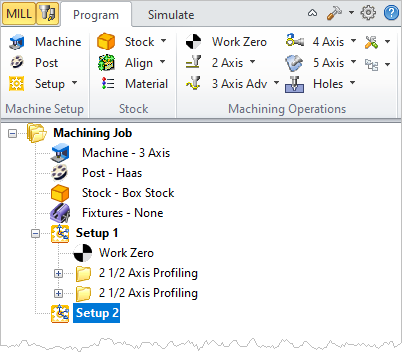 MILL Program Simulate
Machine Stock Work Zero 4 Axis
Post Align 2 Axis 5 Axis
Setup Material 3 Axis Adv Holes
Machine Setup Stock Machining Operations
Machining Job
Machine - 3 Axis
Post - Haas
Stock - Box Stock
Fixtures - None
Setup 1
Work Zero
2 1/2 Axis Profiling
2 1/2 Axis Profiling
Setup 2